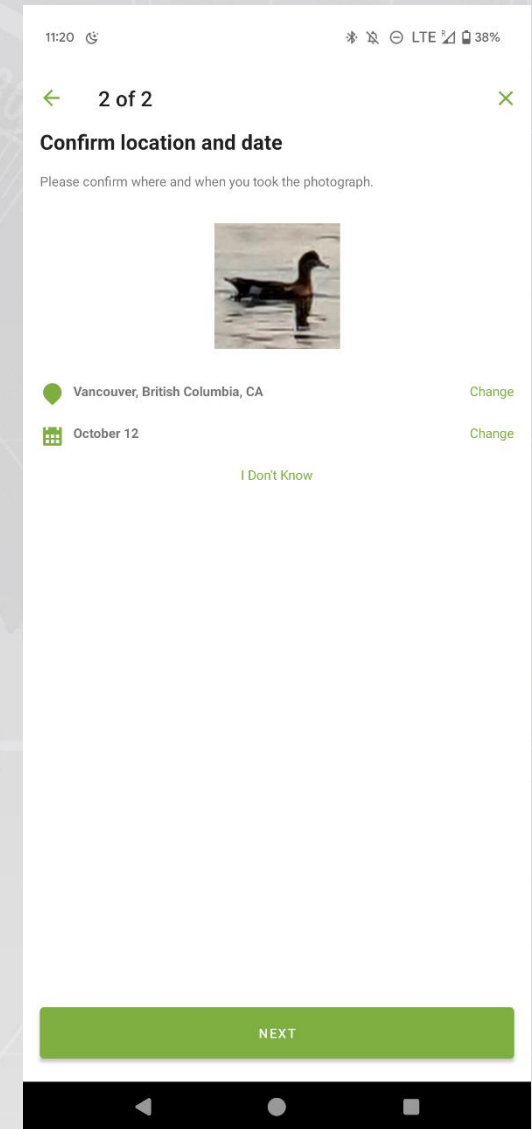 11:20 LTE R 38%
2 of 2
Confirm location and date
Please confirm where and when you took the photograph.
Vancouver, British Columbia, CA Change
October 12 Change
I Don't Know
NEXT